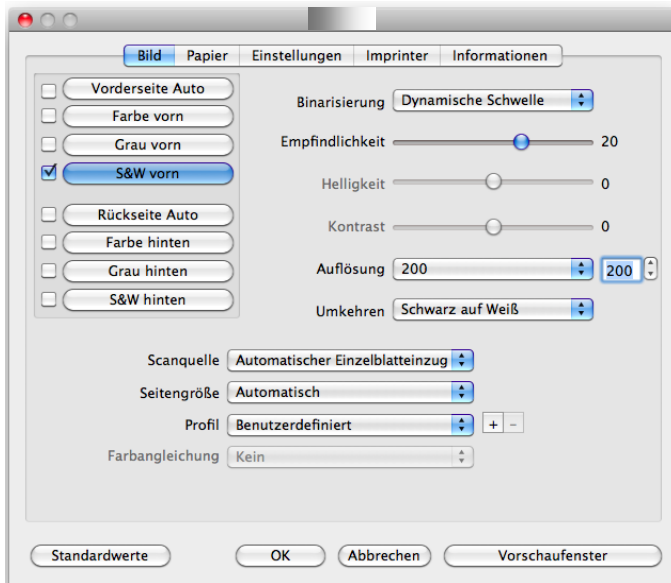 Bild Papier Einstellungen Imprinter Informationen
Vorderseite Auto
Farbe vorn
Grau vorn
S&W vorn
Rückseite Auto
Farbe hinten
Grau hinten
S&W hinten
Binarisierung Dynamische Schwelle
Empfindlichkeit 20
Helligkeit 0
Kontrast 0
Auflösung 200 200
Umkehren Schwarz auf Weiß
Scanquelle Automatischer Einzelblatteinzug
Seitengröße Automatisch
Profil Benutzerdefiniert + -
Farbangleichung Kein
Standardwerte OK Abbrechen Vorschaufenster